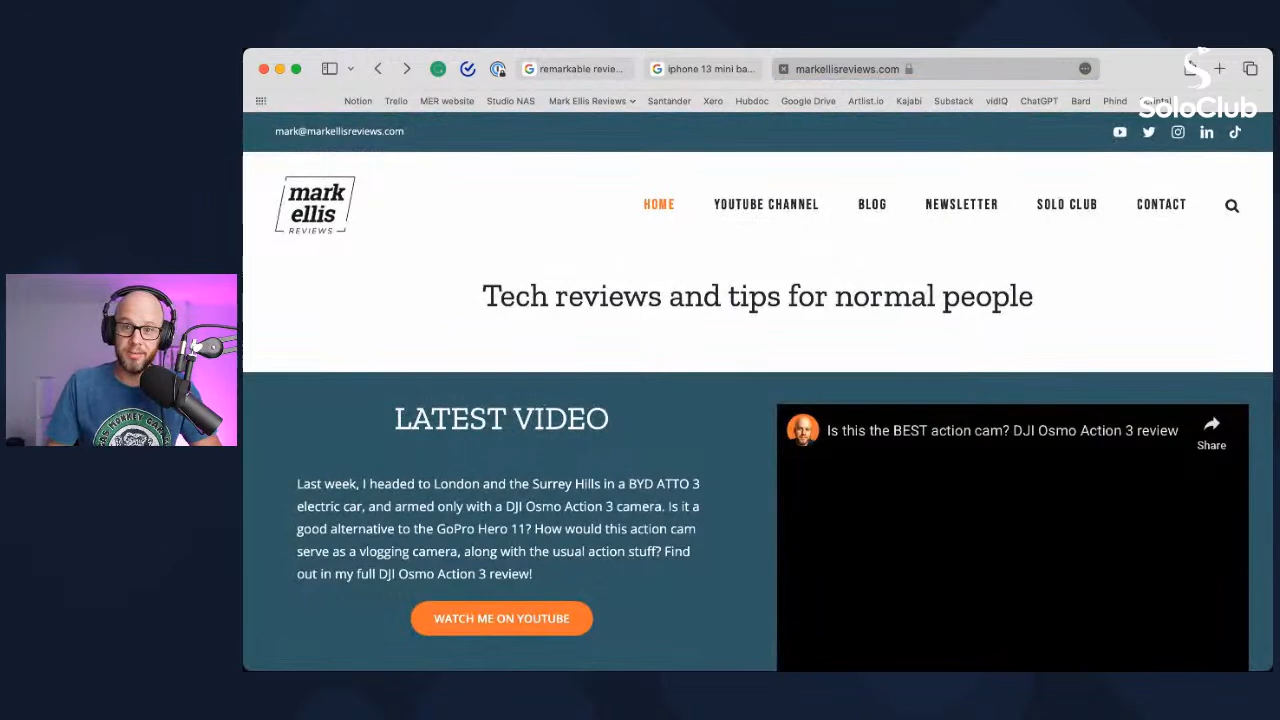 SoloClub
remarkable revie...
iphone 13 mini ba...
markellisreviews.com
Notion
Trello
MER website
Studio NAS
Mark Ellis Reviews
Santander
Xero
Hubdoc
Google Drive
Artlist.io
Kajabi
Substack
vidIQ
ChatGPT
Bard
Phind
mark@markellisreviews.com
mark
ellis
REVIEWS
HOME
YOUTUBE CHANNEL
BLOG
NEWSLETTER
SOLO CLUB
CONTACT
Tech reviews and tips for normal people
LATEST VIDEO
Last week, I headed to London and the Surrey Hills in a BYD ATTO 3
electric car, and armed only with a DJI Osmo Action 3 camera. Is it a
good alternative to the GoPro Hero 11? How would this action cam
serve as a vlogging camera, along with the usual action stuff? Find
out in my full DJI Osmo Action 3 review!
WATCH ME ON YOUTUBE
Is this the BEST action cam? DJI Osmo Action 3 review
Share